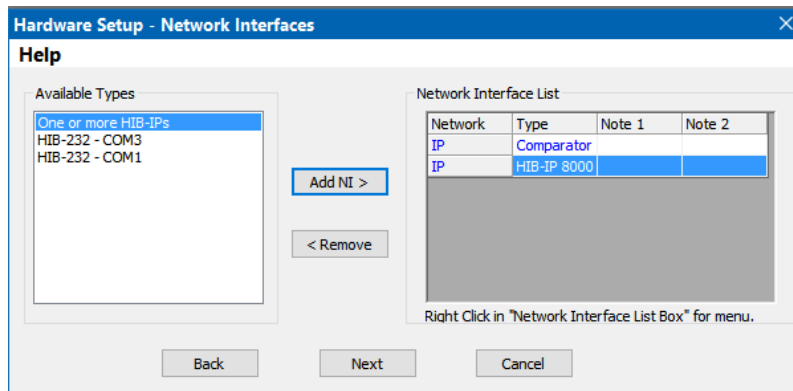 Hardware Setup - Network Interfaces
Help
Available Types
One or more HIB-IPs
HIB-232 - COM3
HIB-232 - COM1
Add NI >
< Remove
Network Interface List
Network Type Note 1 Note 2
IP Comparator
IP HIB-IP 8000
Right Click in "Network Interface List Box" for menu.
Back Next Cancel